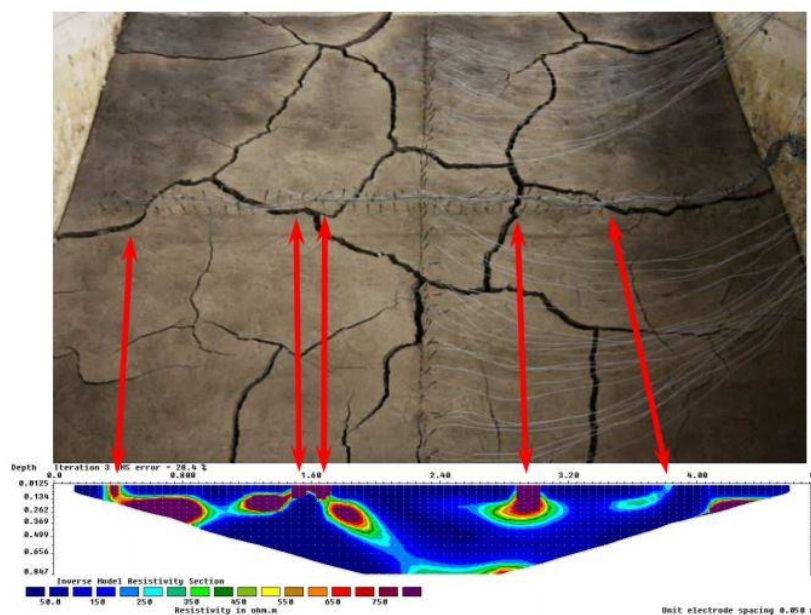 Depth Iteration 3 RMS error = 28.4 %
0.0 0.800 1.60 2.40 3.20 4.00
0.0125
0.134
0.262
0.369
0.499
0.656
0.847
Inverse Model Resistivity Section
50.0 150 250 350 450 550 650 750
Resistivity in ohm.m
Unit electrode spacing 0.050